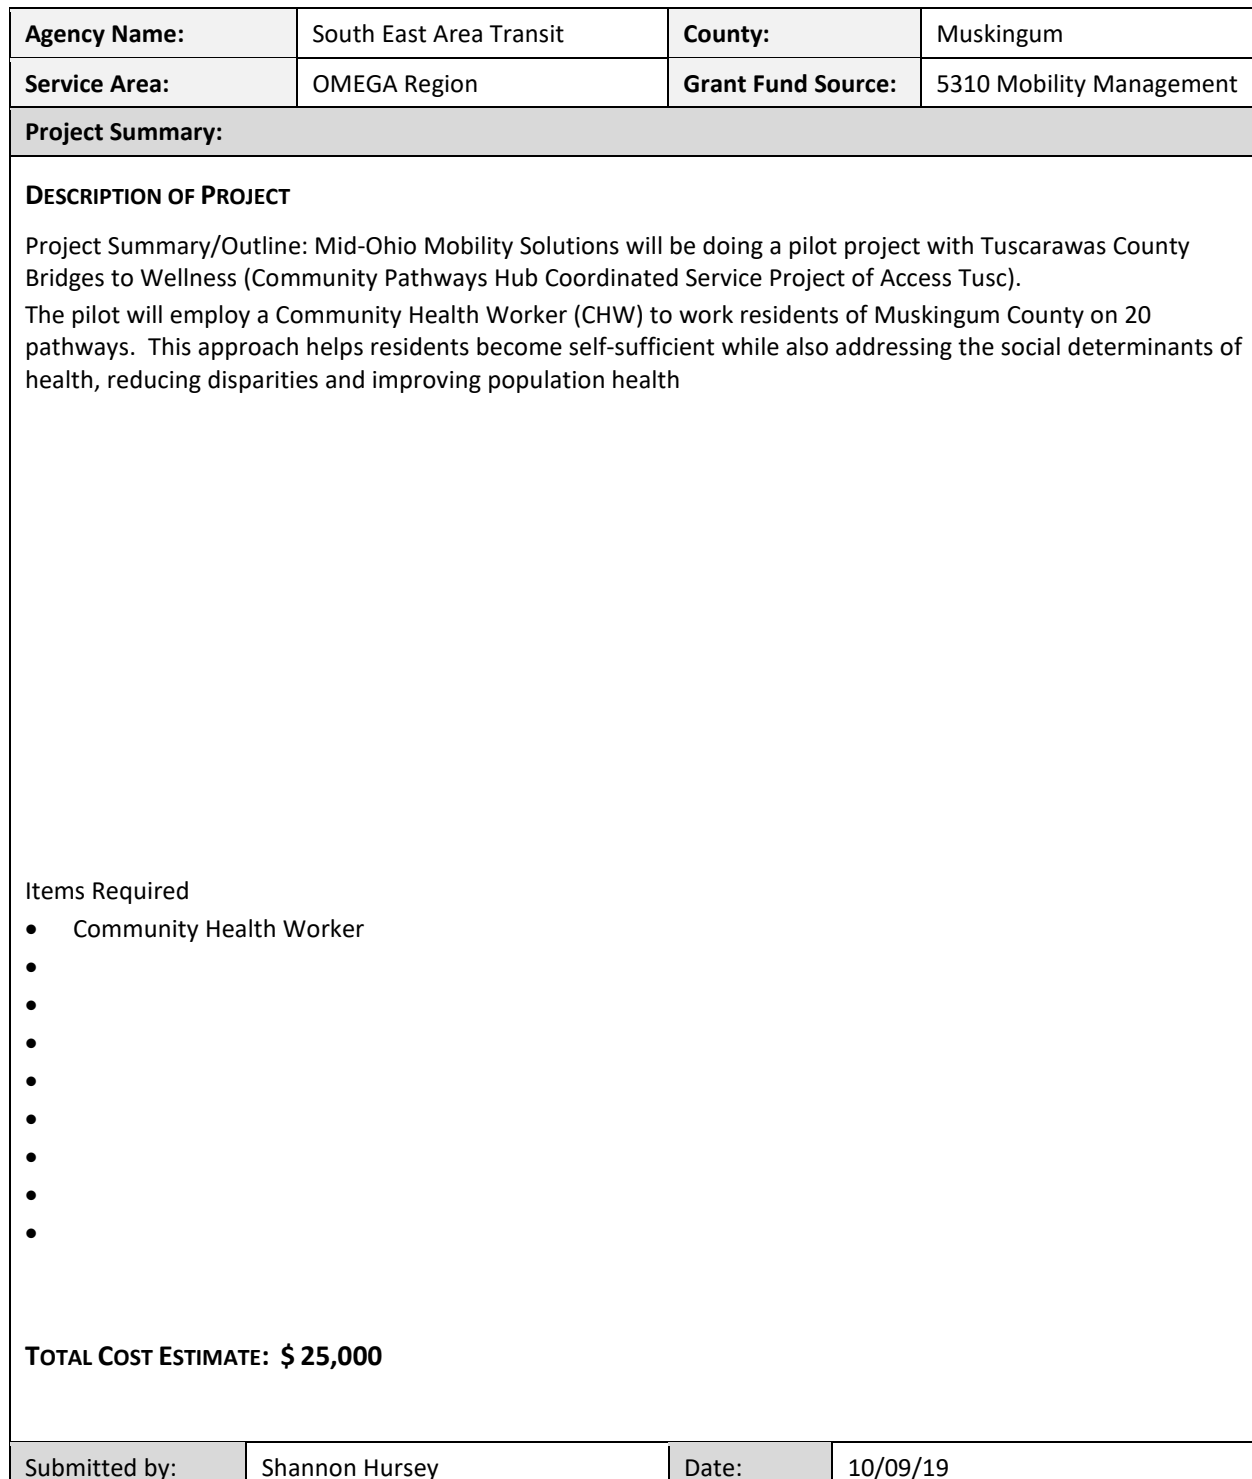 Agency Name: South East Area Transit County: Muskingum
Service Area: OMEGA Region Grant Fund Source: 5310 Mobility Management
Project Summary:
DESCRIPTION OF PROJECT
Project Summary/Outline: Mid-Ohio Mobility Solutions will be doing a pilot project with Tuscarawas County
Bridges to Wellness (Community Pathways Hub Coordinated Service Project of Access Tusc).
The pilot will employ a Community Health Worker (CHW) to work residents of Muskingum County on 20
pathways.  This approach helps residents become self-sufficient while also addressing the social determinants of
health, reducing disparities and improving population health
Items Required
• Community Health Worker
•
•
•
•
•
•
•
•
TOTAL COST ESTIMATE: $ 25,000
Submitted by: Shannon Hursey Date: 10/09/19